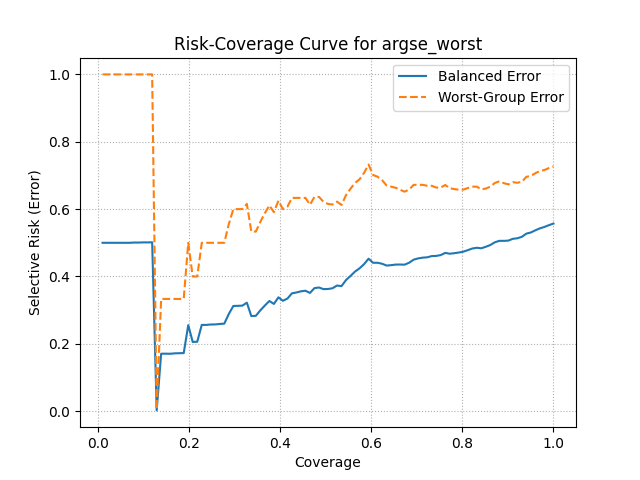 Risk-Coverage Curve for argse_worst
Balanced Error
Worst-Group Error
Selective Risk (Error)
1.0
0.8
0.6
0.4
0.2
0.0
0.0 0.2 0.4 0.6 0.8 1.0
Coverage